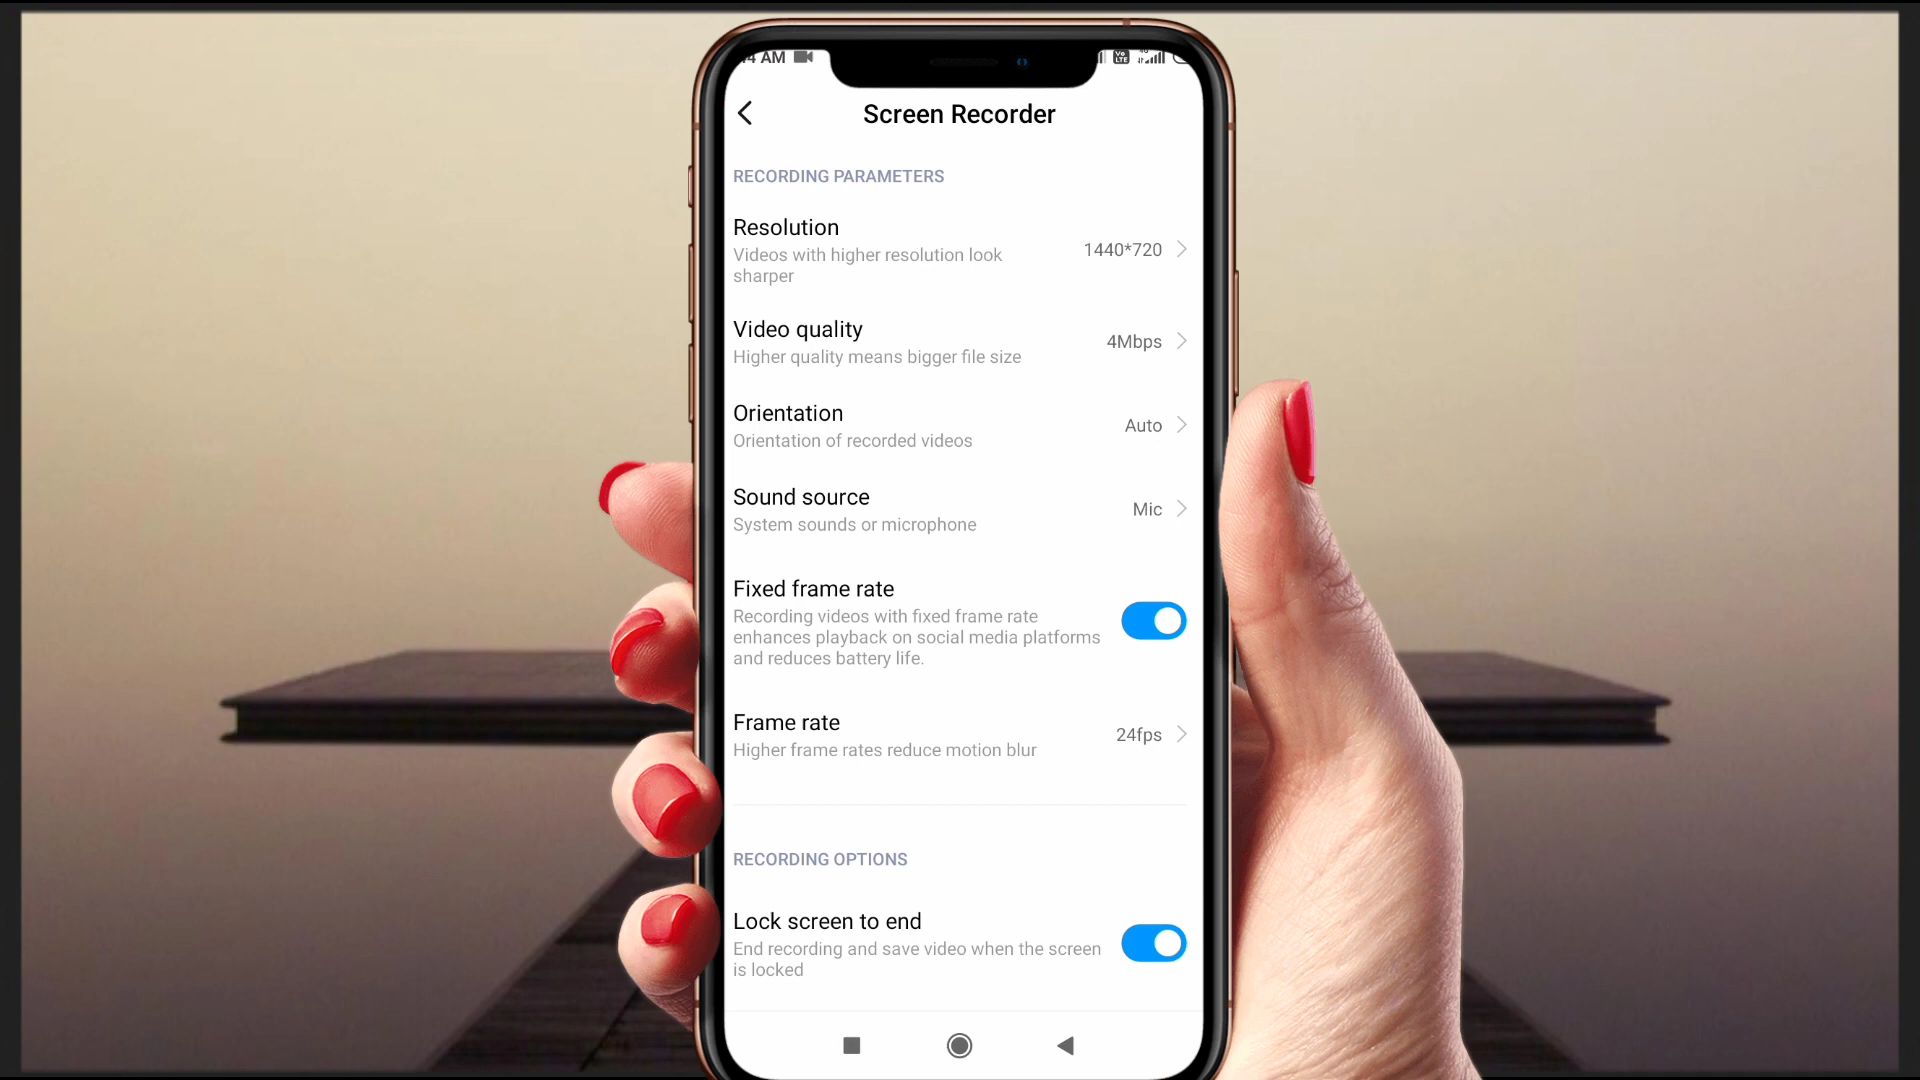 4 AM
Screen Recorder
RECORDING PARAMETERS
Resolution
Videos with higher resolution look
sharper
1440*720
Video quality
Higher quality means bigger file size
4Mbps
Orientation
Orientation of recorded videos
Auto
Sound source
System sounds or microphone
Mic
Fixed frame rate
Recording videos with fixed frame rate
enhances playback on social media platforms
and reduces battery life.
Frame rate
Higher frame rates reduce motion blur
24fps
RECORDING OPTIONS
Lock screen to end
End recording and save video when the screen
is locked